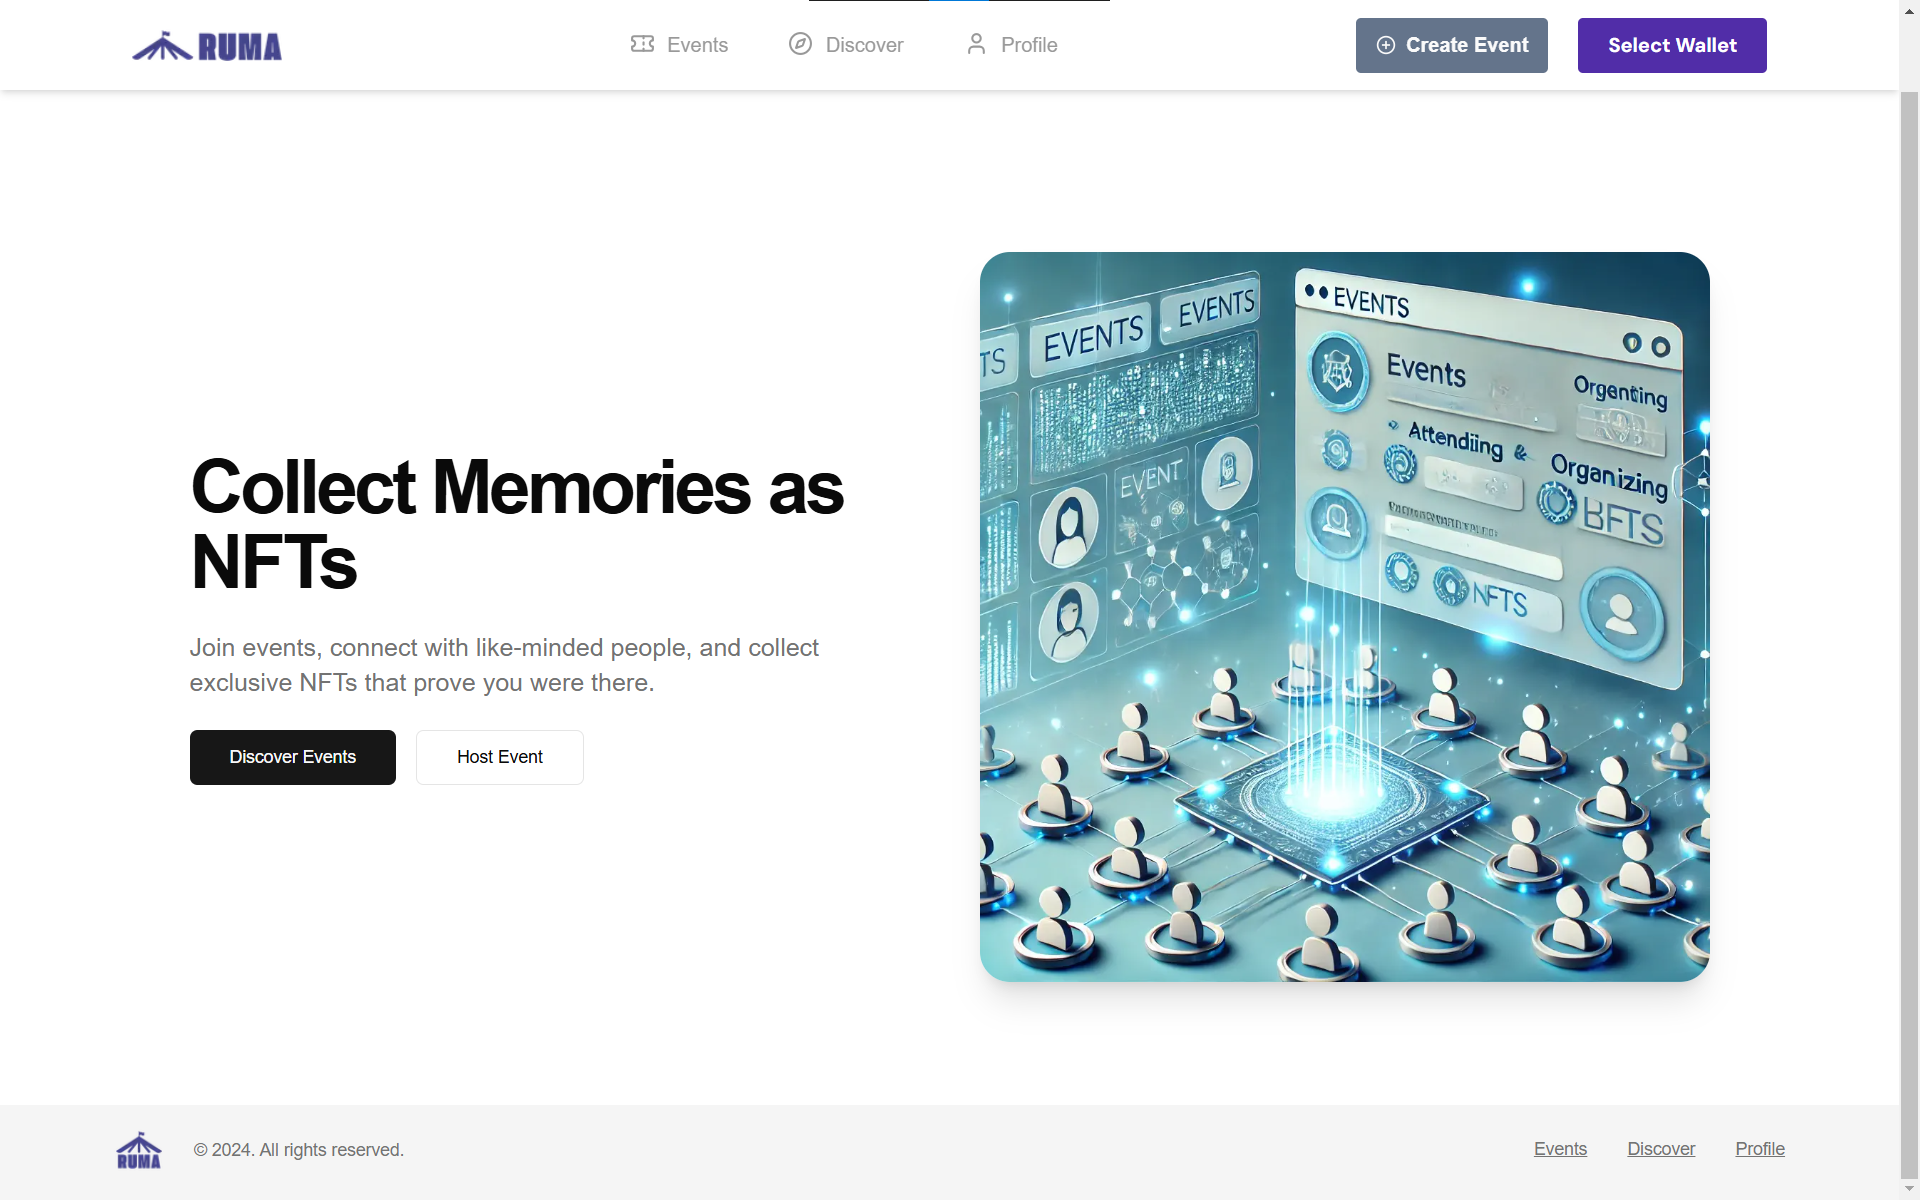 RUMA
Events
Discover
Profile
Create Event
Select Wallet
Collect Memories as
NFTs
Join events, connect with like-minded people, and collect
exclusive NFTs that prove you were there.
Discover Events
Host Event
TS
EVENTS
EVENTS
EVENT
EVENTS
Events
Orgenting
Attendiing &
Organizing
BFTS
NFTS
RUMA
© 2024. All rights reserved.
Events
Discover
Profile